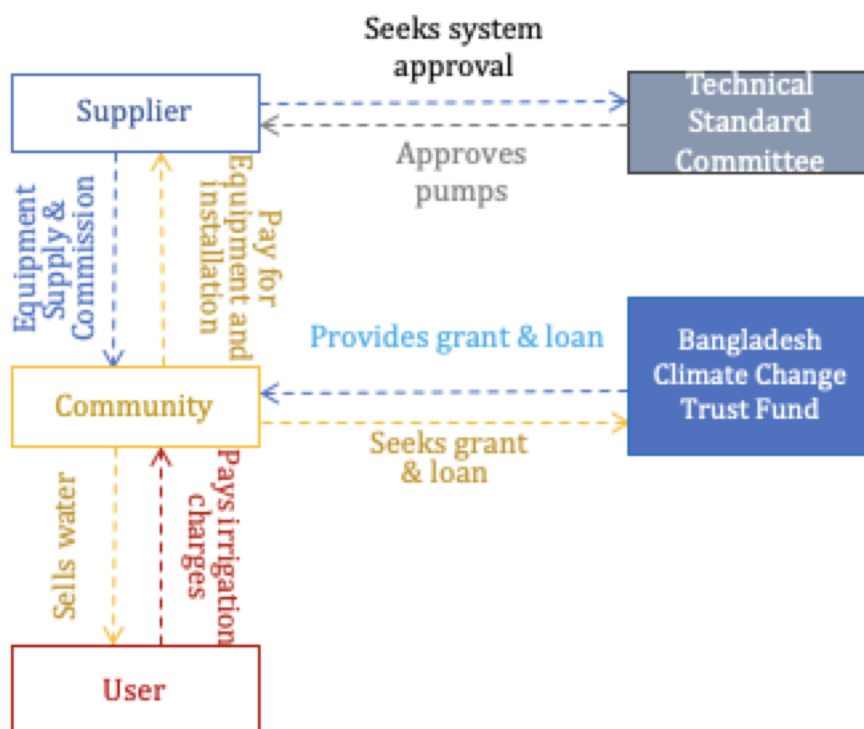 Seeks system
approval
Supplier
Technical
Standard
Committee
Approves
pumps
Equipment
Supply &
Commission
Pay for
Equipment and
installation
Provides grant & loan
Bangladesh
Climate Change
Trust Fund
Community
Seeks grant
& loan
Sells water
Pays irrigation
charges
User